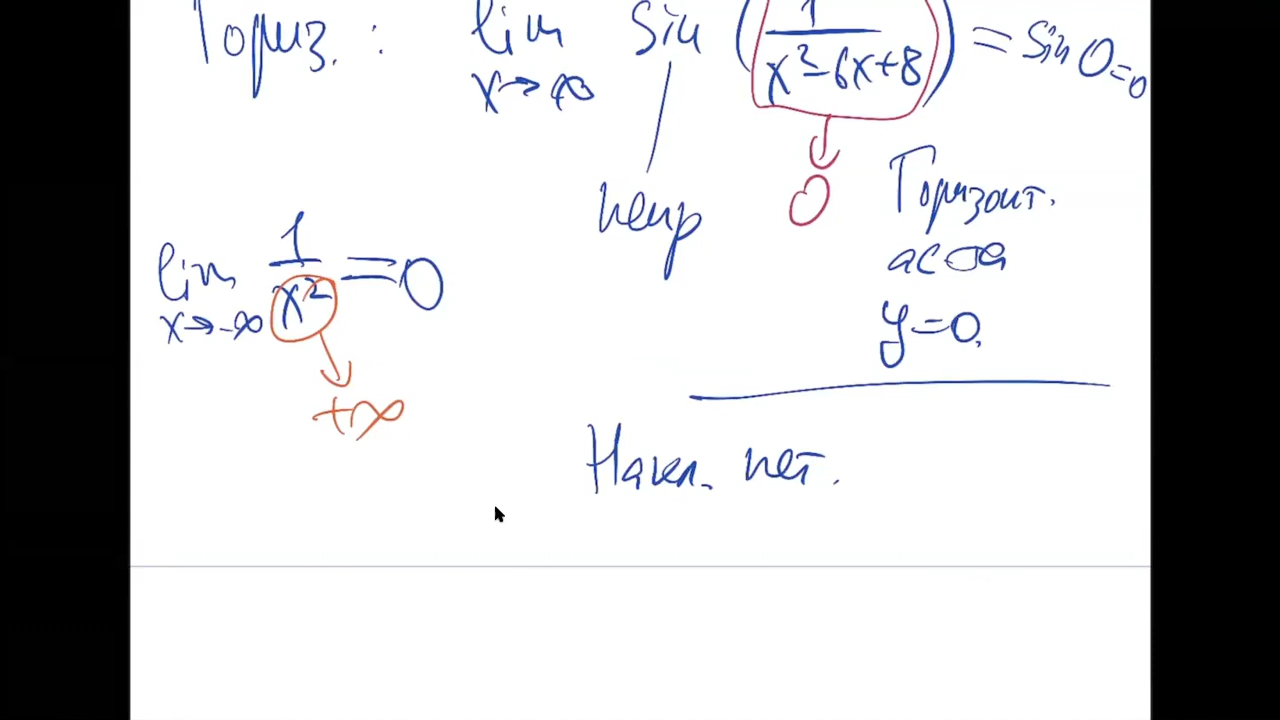 Гориз. : lim x→∞ sin (1/(x²-6x+8)) = sin 0 = 0
непр
0
Горизонт.
ас-та
y=0.
lim x→-∞ 1/x² = 0
+∞
Накл. нет.